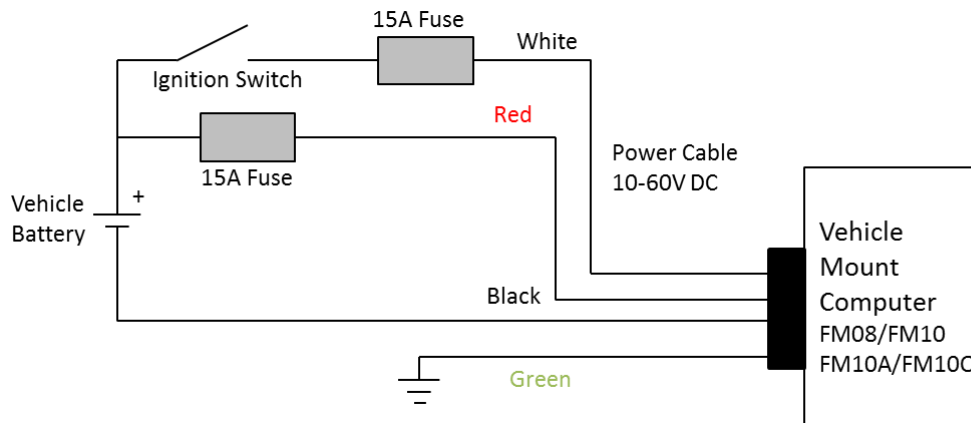 15A Fuse
White
Ignition Switch
Red
15A Fuse
Power Cable
10-60V DC
+
Vehicle
Battery
Vehicle
Mount
Computer
FM08/FM10
FM10A/FM10C
Black
Green